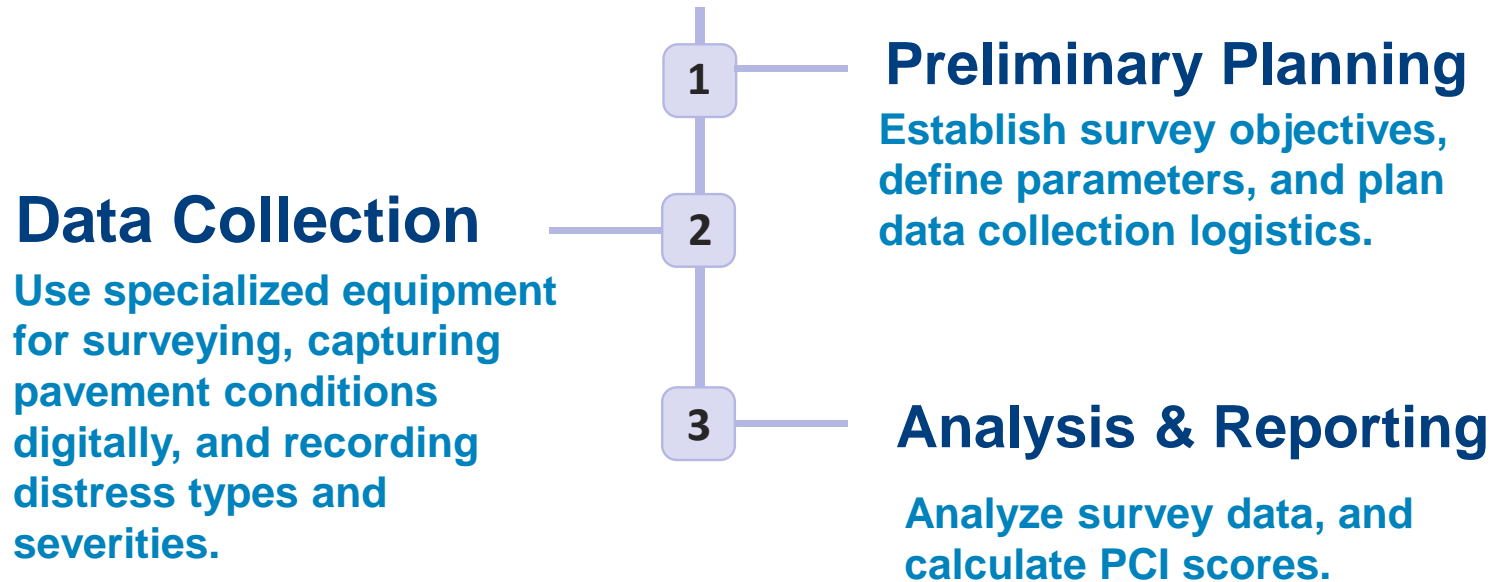 1
Preliminary Planning
Establish survey objectives,
define parameters, and plan
data collection logistics.
2
Data Collection
Use specialized equipment
for surveying, capturing
pavement conditions
digitally, and recording
distress types and
severities.
3
Analysis & Reporting
Analyze survey data, and
calculate PCI scores.